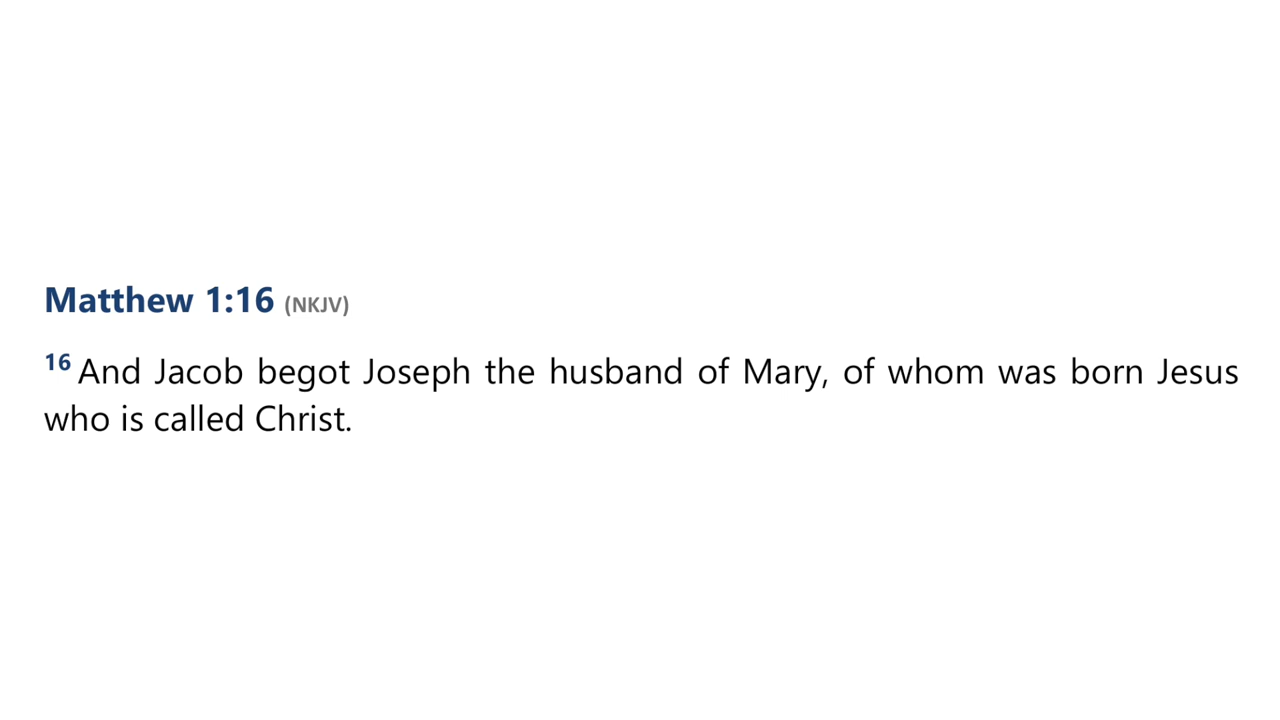 Matthew 1:16 (NKJV)
16 And Jacob begot Joseph the husband of Mary, of whom was born Jesus
who is called Christ.